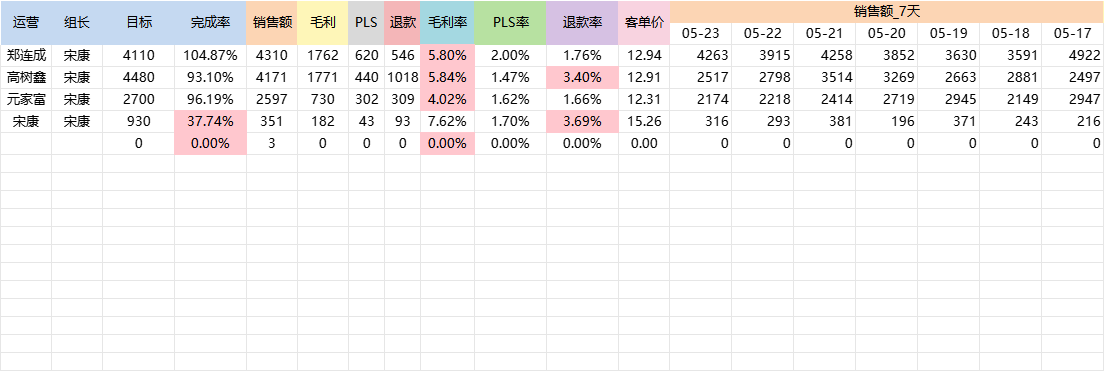 运营 组长 目标 完成率 销售额 毛利 PLS 退款 毛利率 PLS率 退款率 客单价 销售额_7天
05-23 05-22 05-21 05-20 05-19 05-18 05-17
郑连成 宋康 4110 104.87% 4310 1762 620 546 5.80% 2.00% 1.76% 12.94 4263 3915 4258 3852 3630 3591 4922
高树鑫 宋康 4480 93.10% 4171 1771 440 1018 5.84% 1.47% 3.40% 12.91 2517 2798 3514 3269 2663 2881 2497
元家富 宋康 2700 96.19% 2597 730 302 309 4.02% 1.62% 1.66% 12.31 2174 2218 2414 2719 2945 2149 2947
宋康 宋康 930 37.74% 351 182 43 93 7.62% 1.70% 3.69% 15.26 316 293 381 196 371 243 216
0 0.00% 3 0 0 0 0.00% 0.00% 0.00% 0.00 0 0 0 0 0 0 0